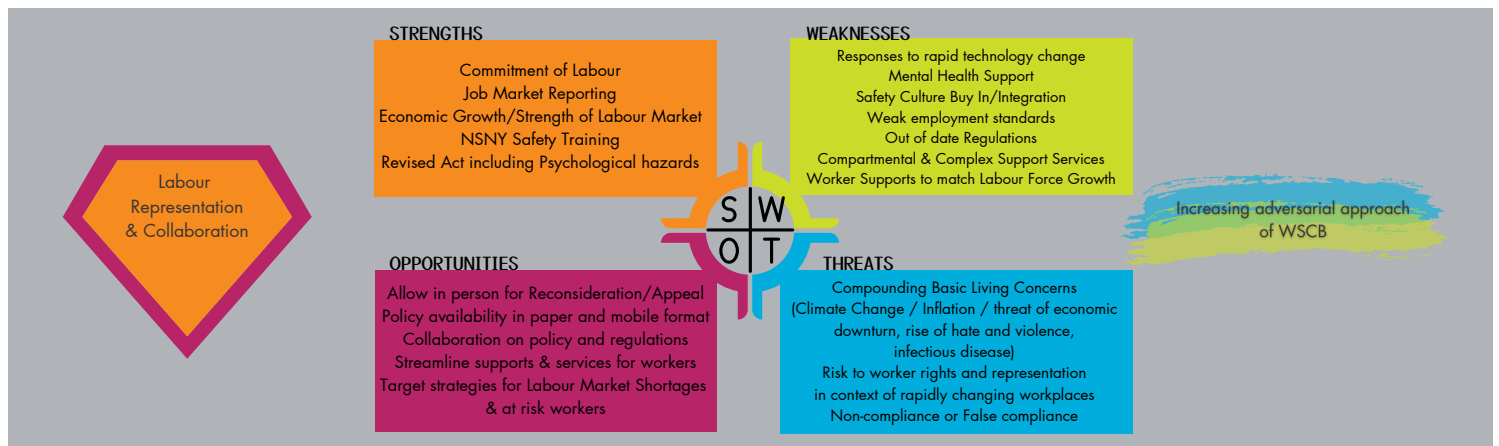 Labour
Representation
& Collaboration
STRENGTHS
Commitment of Labour
Job Market Reporting
Economic Growth/Strength of Labour Market
NSNY Safety Training
Revised Act including Psychological hazards
WEAKNESSES
Responses to rapid technology change
Mental Health Support
Safety Culture Buy In/Integration
Weak employment standards
Out of date Regulations
Compartmental & Complex Support Services
Worker Supports to match Labour Force Growth
S W
O T
OPPORTUNITIES
Allow in person for Reconsideration/Appeal
Policy availability in paper and mobile format
Collaboration on policy and regulations
Streamline supports & services for workers
Target strategies for Labour Market Shortages
& at risk workers
THREATS
Compounding Basic Living Concerns
(Climate Change / Inflation / threat of economic
downturn, rise of hate and violence,
infectious disease)
Risk to worker rights and representation
in context of rapidly changing workplaces
Non-compliance or False compliance
Increasing adversarial approach
of WSCB